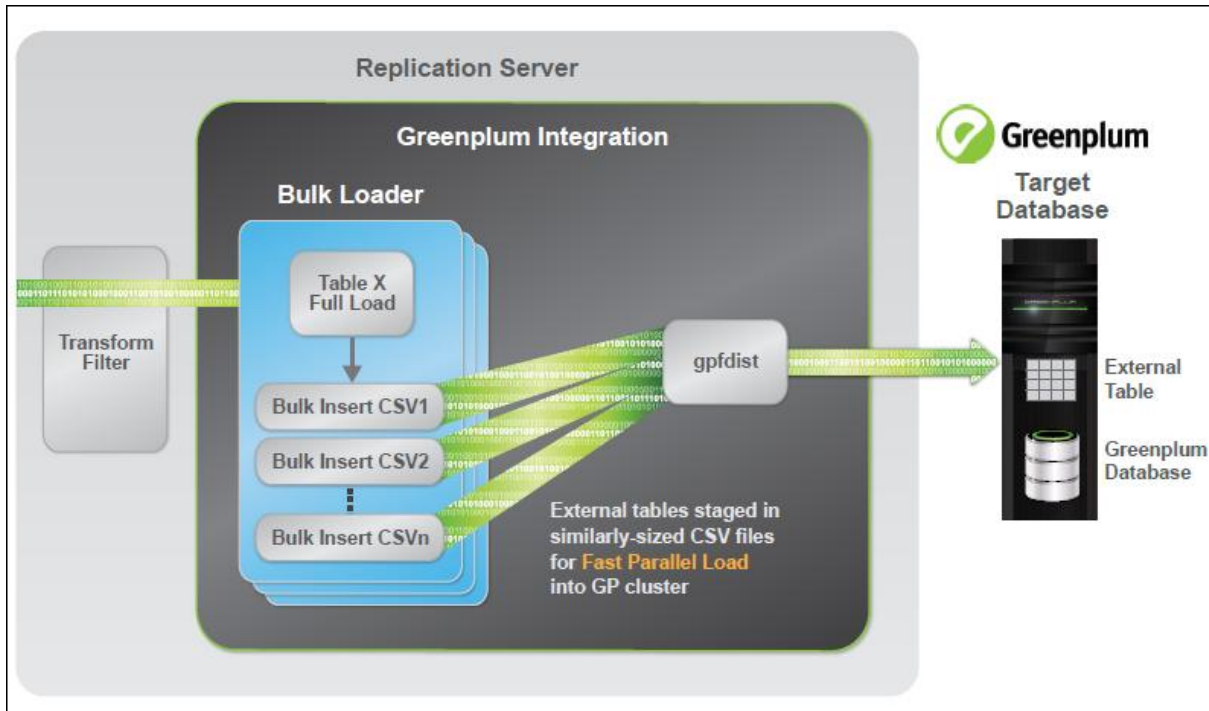 Replication Server
Greenplum Integration
Bulk Loader
Table X
Full Load
Transform
Filter
Bulk Insert CSV1
Bulk Insert CSV2
Bulk Insert CSVn
gpfdist
External tables staged in
similarly-sized CSV files
for Fast Parallel Load
into GP cluster
Greenplum
Target
Database
External
Table
Greenplum
Database